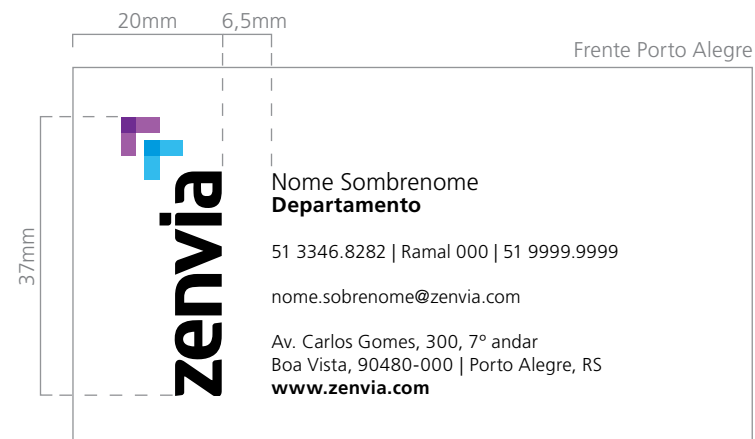 20mm 6,5mm
Frente Porto Alegre
37mm
zenvia
Nome Sombrenome
Departamento
51 3346.8282 | Ramal 000 | 51 9999.9999
nome.sobrenome@zenvia.com
Av. Carlos Gomes, 300, 7º andar
Boa Vista, 90480-000 | Porto Alegre, RS
www.zenvia.com